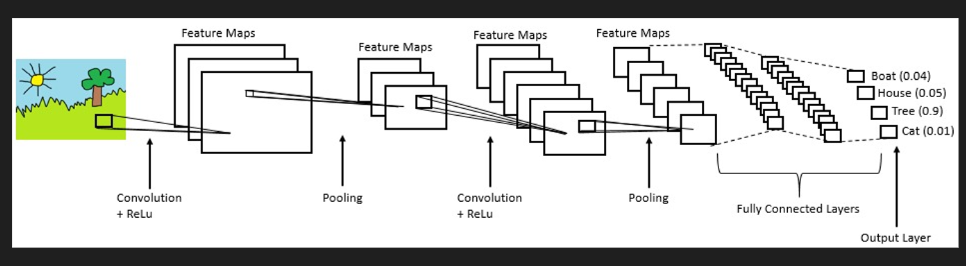 Feature Maps
Feature Maps
Feature Maps
Feature Maps
Boat (0.04)
House (0.05)
Tree (0.9)
Cat (0.01)
Convolution
+ ReLu
Pooling
Convolution
+ ReLu
Pooling
Fully Connected Layers
Output Layer